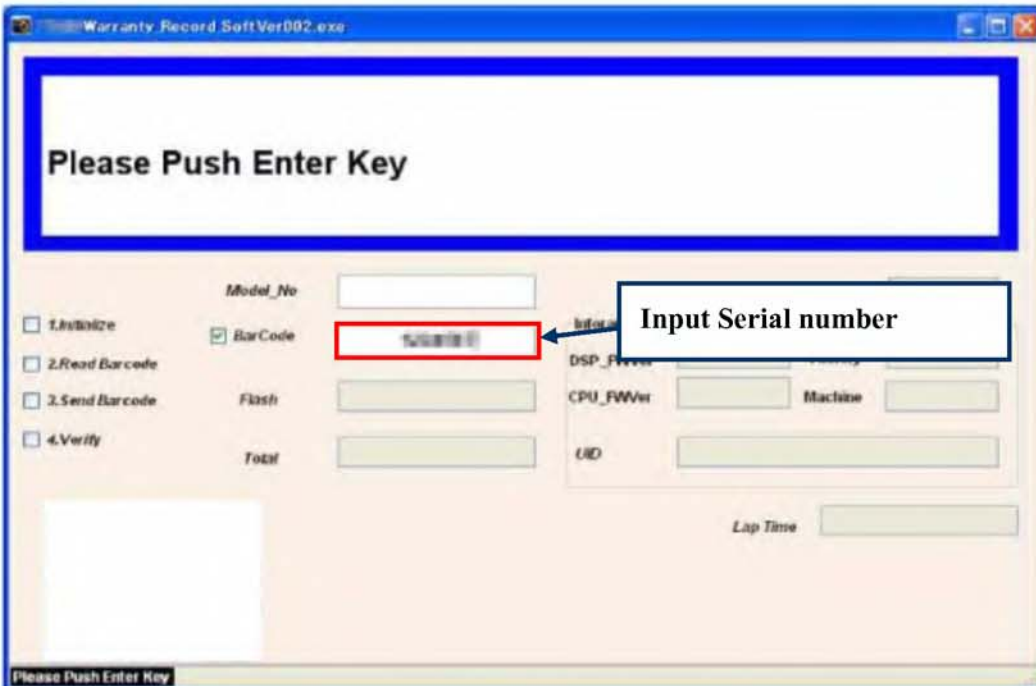 Warranty Record SoftVer002.exe
Please Push Enter Key
Model_No
1.Initialize
BarCode
Input Serial number
2.Read Barcode
3.Send Barcode
Flash
CPU_FWVer
Machine
4.Verify
Total
UID
Lap Time
Please Push Enter Key